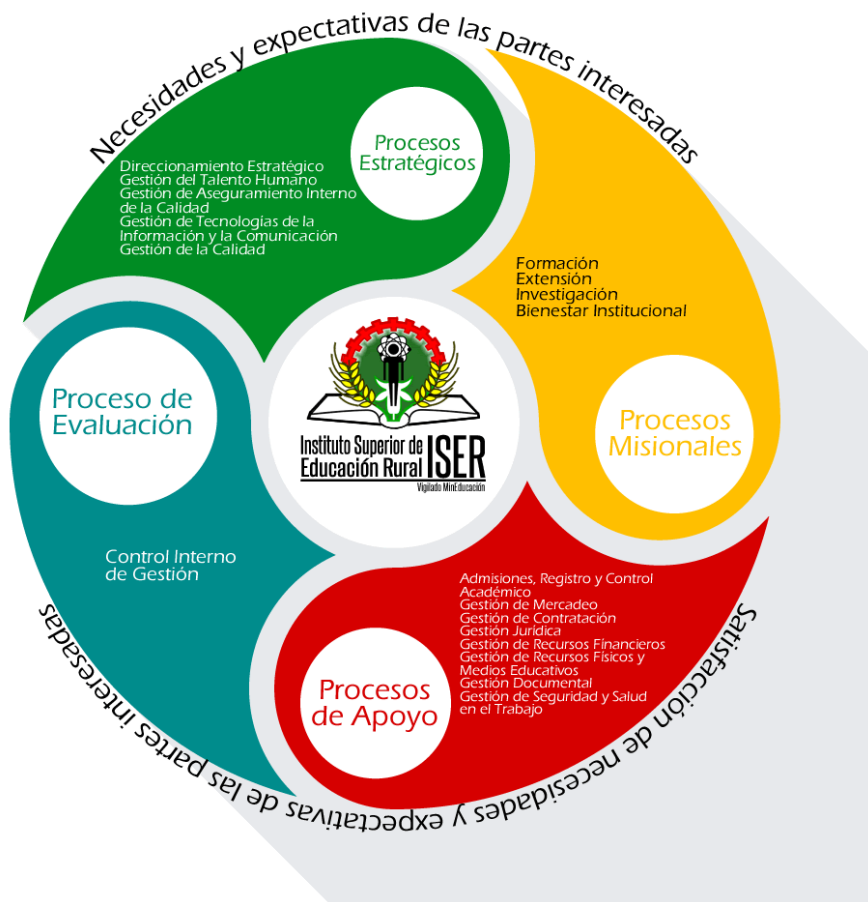 Necesidades y expectativas de las partes interesadas
Procesos
Estratégicos
Direccionamiento Estratégico
Gestión del Talento Humano
Gestión de Aseguramiento Interno
de la Calidad
Gestión de Tecnologías de la
Información y la Comunicación
Gestión de la Calidad
Formación
Extensión
Investigación
Bienestar Institucional
Procesos
Misionales
Proceso de
Evaluación
Control Interno
de Gestión
Instituto Superior de
Educación Rural
ISER
Vigilado MinEducación
Admisiones, Registro y Control
Académico
Gestión de Mercadeo
Gestión de Contratación
Gestión Jurídica
Gestión de Recursos Financieros
Gestión de Recursos Físicos y
Medios Educativos
Gestión Documental
Gestión de Seguridad y Salud
en el Trabajo
Procesos
de Apoyo
Satisfacción de necesidades y expectativas de las partes interesadas